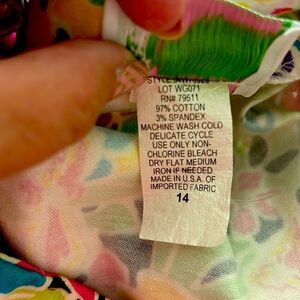 STYLE
LOT WG071
RN# 79511
97% COTTON
3% SPANDEX
MACHINE WASH COLD
DELICATE CYCLE
USE ONLY NON-
CHLORINE BLEACH
DRY FLAT MEDIUM
IRON IF NEEDED
MADE IN U.S.A. OF
IMPORTED FABRIC
14